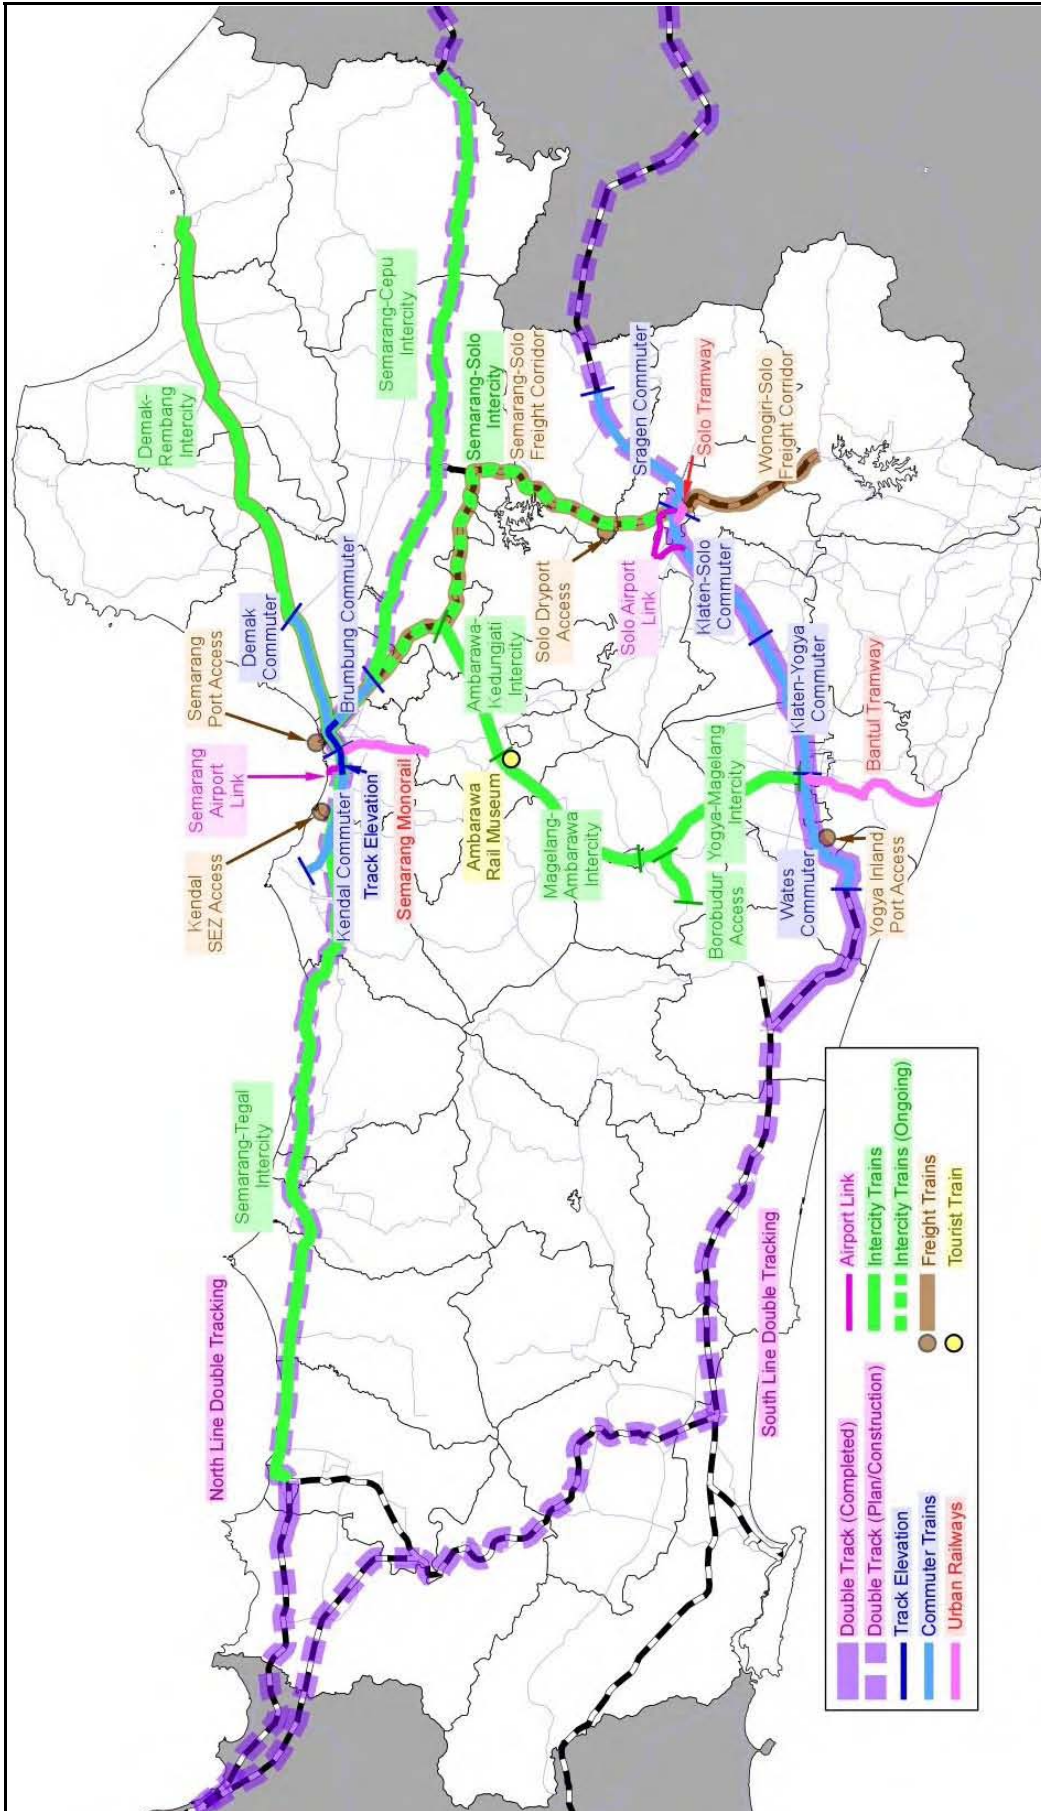 North Line Double Tracking
Semarang-Tegal
Intercity
Kendal
SEZ Access
Semarang
Airport
Link
Semarang
Port Access
Demak
Commuter
Demak-
Rembang
Intercity
Kendal Commuter
Track Elevation
Semarang Monorail
Brumbung Commuter
Semarang-Cepu
Intercity
Ambarawa
Rail Museum
Ambarawa-
Kedungjati
Intercity
Semarang-Solo
Intercity
Semarang-Solo
Freight Corridor
Magelang-
Ambarawa
Intercity
Solo Dryport
Access
Solo Airport
Link
Sragen Commuter
Solo Tramway
Borobudur
Access
Yogya-Magelang
Intercity
Klaten-Solo
Commuter
Wonogiri-Solo
Freight Corridor
Wates
Commuter
Klaten-Yogya
Commuter
Yogya Inland
Port Access
Bantul Tramway
South Line Double Tracking
Double Track (Completed)
Double Track (Plan/Construction)
Track Elevation
Commuter Trains
Urban Railways
Airport Link
Intercity Trains
Intercity Trains (Ongoing)
Freight Trains
Tourist Train